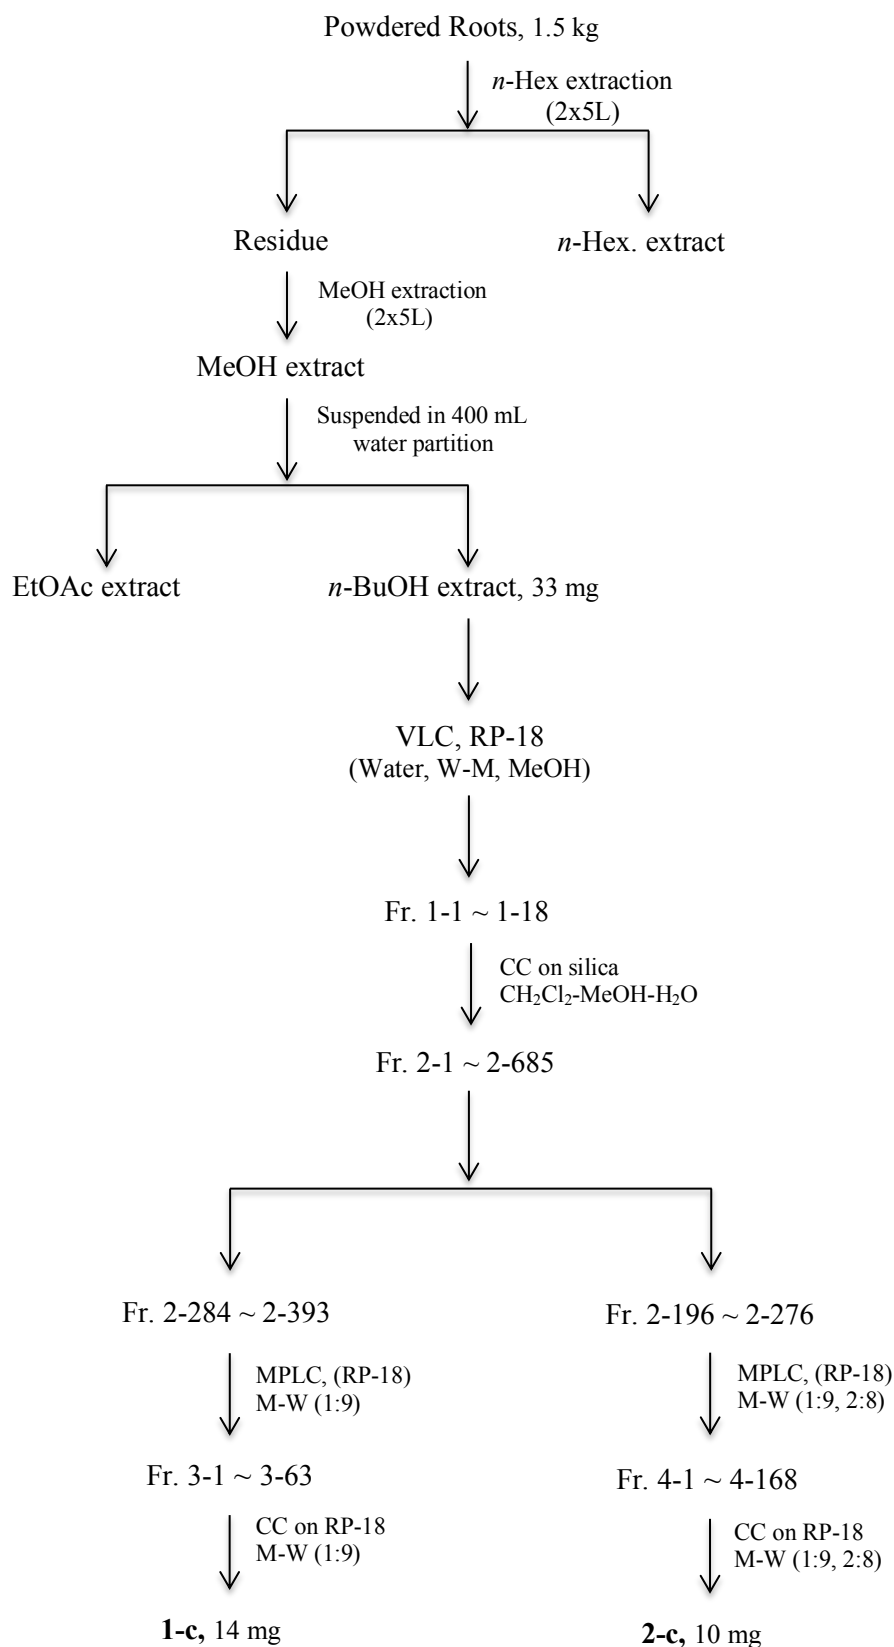 Powdered Roots, 1.5 kg
n-Hex extraction
(2x5L)
Residue
n-Hex. extract
MeOH extraction
(2x5L)
MeOH extract
Suspended in 400 mL
water partition
EtOAc extract
n-BuOH extract, 33 mg
VLC, RP-18
(Water, W-M, MeOH)
Fr. 1-1 ~ 1-18
CC on silica
CH₂Cl₂-MeOH-H₂O
Fr. 2-1 ~ 2-685
Fr. 2-284 ~ 2-393
Fr. 2-196 ~ 2-276
MPLC, (RP-18)
M-W (1:9)
MPLC, (RP-18)
M-W (1:9, 2:8)
Fr. 3-1 ~ 3-63
Fr. 4-1 ~ 4-168
CC on RP-18
M-W (1:9)
CC on RP-18
M-W (1:9, 2:8)
1-c, 14 mg
2-c, 10 mg